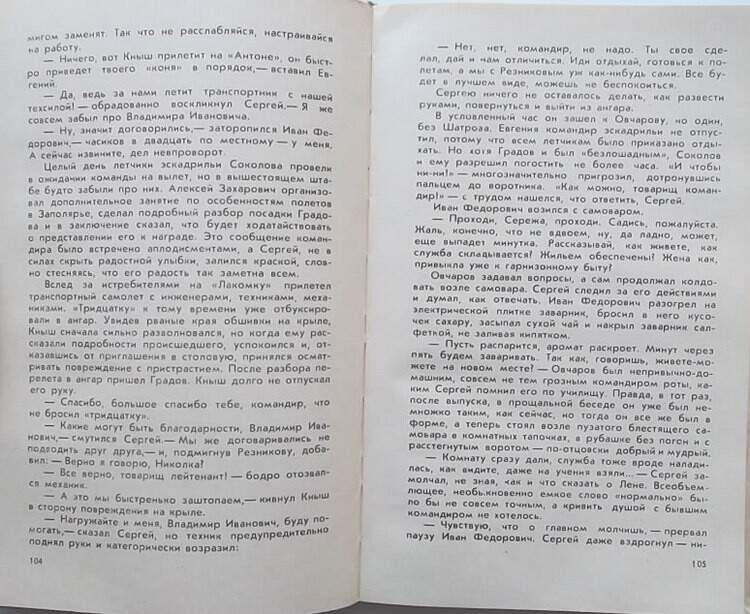 мигом заменят. Так что не расслабляйся, настраивайся
на работу.
— Ничего, вот Кныш прилетит на «Антоне», он быст-
ро приведет твоего «коня» в порядок,— вставил Ев-
гений.
— Да, ведь за нами летит транспортник с нашей
техсилой! — обрадованно воскликнул Сергей.— Я же
совсем забыл про Владимира Ивановича.
— Ну, значит договорились,— заторопился Иван Фе-
дорович,— часиков в двадцать по местному — у меня.
А сейчас извините, дел невпроворот.
Целый день летчики эскадрильи Соколова провели
в ожидании команды на вылет, но в вышестоящем шта-
бе будто забыли про них. Алексей Захарович организо-
вал дополнительное занятие по особенностям полетов
в Заполярье, сделал подробный разбор посадки Градо-
ва и в заключение сказал, что будет ходатайствовать
о представлении его к награде. Это сообщение коман-
дира было встречено аплодисментами, а Сергей, не в
силах скрыть радостной улыбки, залился краской, слов-
но стесняясь, что его радость так заметна всем.
Вслед за истребителями на «Лакомку» прилетел
транспортный самолет с инженерами, техниками, меха-
никами. «Тридцатку» к тому времени уже отбуксиро-
вали в ангар. Увидев рваные края обшивки на крыле,
Кныш сначала сильно разволновался, но когда ему рас-
сказали подробности происшедшего, успокоился и, от-
казавшись от приглашения в столовую, принялся осмат-
ривать повреждение с пристрастием. После разбора пе-
релета в ангар пришел Градов. Кныш долго не отпускал
его руку.
— Спасибо, большое спасибо тебе, командир, что
не бросил «тридцатку».
— Какие могут быть благодарности, Владимир Ива-
нович,— смутился Сергей.— Мы же договаривались не
подводить друг друга,— и, подмигнув Резникову, доба-
вил: — Верно я говорю, Николка?
— Все верно, товарищ лейтенант! — бодро отозвал-
ся механик.
— А это мы быстренько заштопаем,— кивнул Кныш
в сторону повреждения на крыле.
— Нагружайте и меня, Владимир Иванович, буду по-
могать,— сказал Сергей, но техник предупредительно
поднял руки и категорически возразил:
104
— Нет, нет, командир, не надо. Ты свое сде-
лал, дай и нам отличиться. Иди отдыхай, готовься к по-
летам, а мы с Резниковым уж как-нибудь сами. Все бу-
дет в лучшем виде, можешь не беспокоиться.
Сергею ничего не оставалось делать, как развести
руками, повернуться и выйти из ангара.
В условленный час он зашел к Овчарову, но один,
без Шатроза. Евгения командир эскадрильи не отпус-
тил, потому что всем летчикам было приказано отды-
хать. Но хотя Градов и был «безлошадным», Соколов
и ему разрешил погостить не более часа. «И чтобы
ни-ни!» — многозначительно пригрозил, дотронувшись
пальцем до воротника. «Как можно, товарищ коман-
дир!» — с трудом нашелся, что ответить, Сергей.
Иван Федорович возился с самоваром.
— Проходи, Сережа, проходи. Садись, пожалуйста.
Жаль, конечно, что не вдвоем, ну, да ладно, может,
еще выпадет минутка. Рассказывай, как живете, как
служба складывается? Жильем обеспечены? Жена как,
привыкла уже к гарнизонному быту?
Овчаров задавал вопросы, а сам продолжал колдо-
вать возле самовара. Сергей следил за его действиями
и думал, как отвечать. Иван Федорович разогрел на
электрической плитке заварник, бросил в него кусо-
чек сахару, засыпал сухой чай и накрыл заварник сал-
феткой, не заливая кипятком.
— Пусть распарится, аромат раскроет. Минут через
пять будем заваривать. Так как, говоришь, живете-може-
те на новом месте? — Овчаров был непривычно-до-
машним, совсем не тем грозным командиром роты, ка-
ким Сергей помнил его по училищу. Правда, в тот раз,
после выпуска, в прощальной беседе он уже был не-
множко таким, как сейчас, но тогда он все же был в
форме, а теперь стоял возле пузатого блестящего са-
мовара в комнатных тапочках, в рубашке без погон и с
расстегнутым воротом — по-отцовски добрый и мудрый.
— Комнату сразу дали, служба тоже вроде налади-
лась, как видите, даже на учения взяли...— Сергей за-
молчал, не зная, как и что сказать о Лене. Всеобъем-
лющее, необыкновенно емкое слово «нормально» бы-
ло бы не совсем точным, а кривить душой с бывшим
командиром не хотелось.
— Чувствую, что о главном молчишь,— прервал
паузу Иван Федорович. Сергей даже вздрогнул — ни-
105